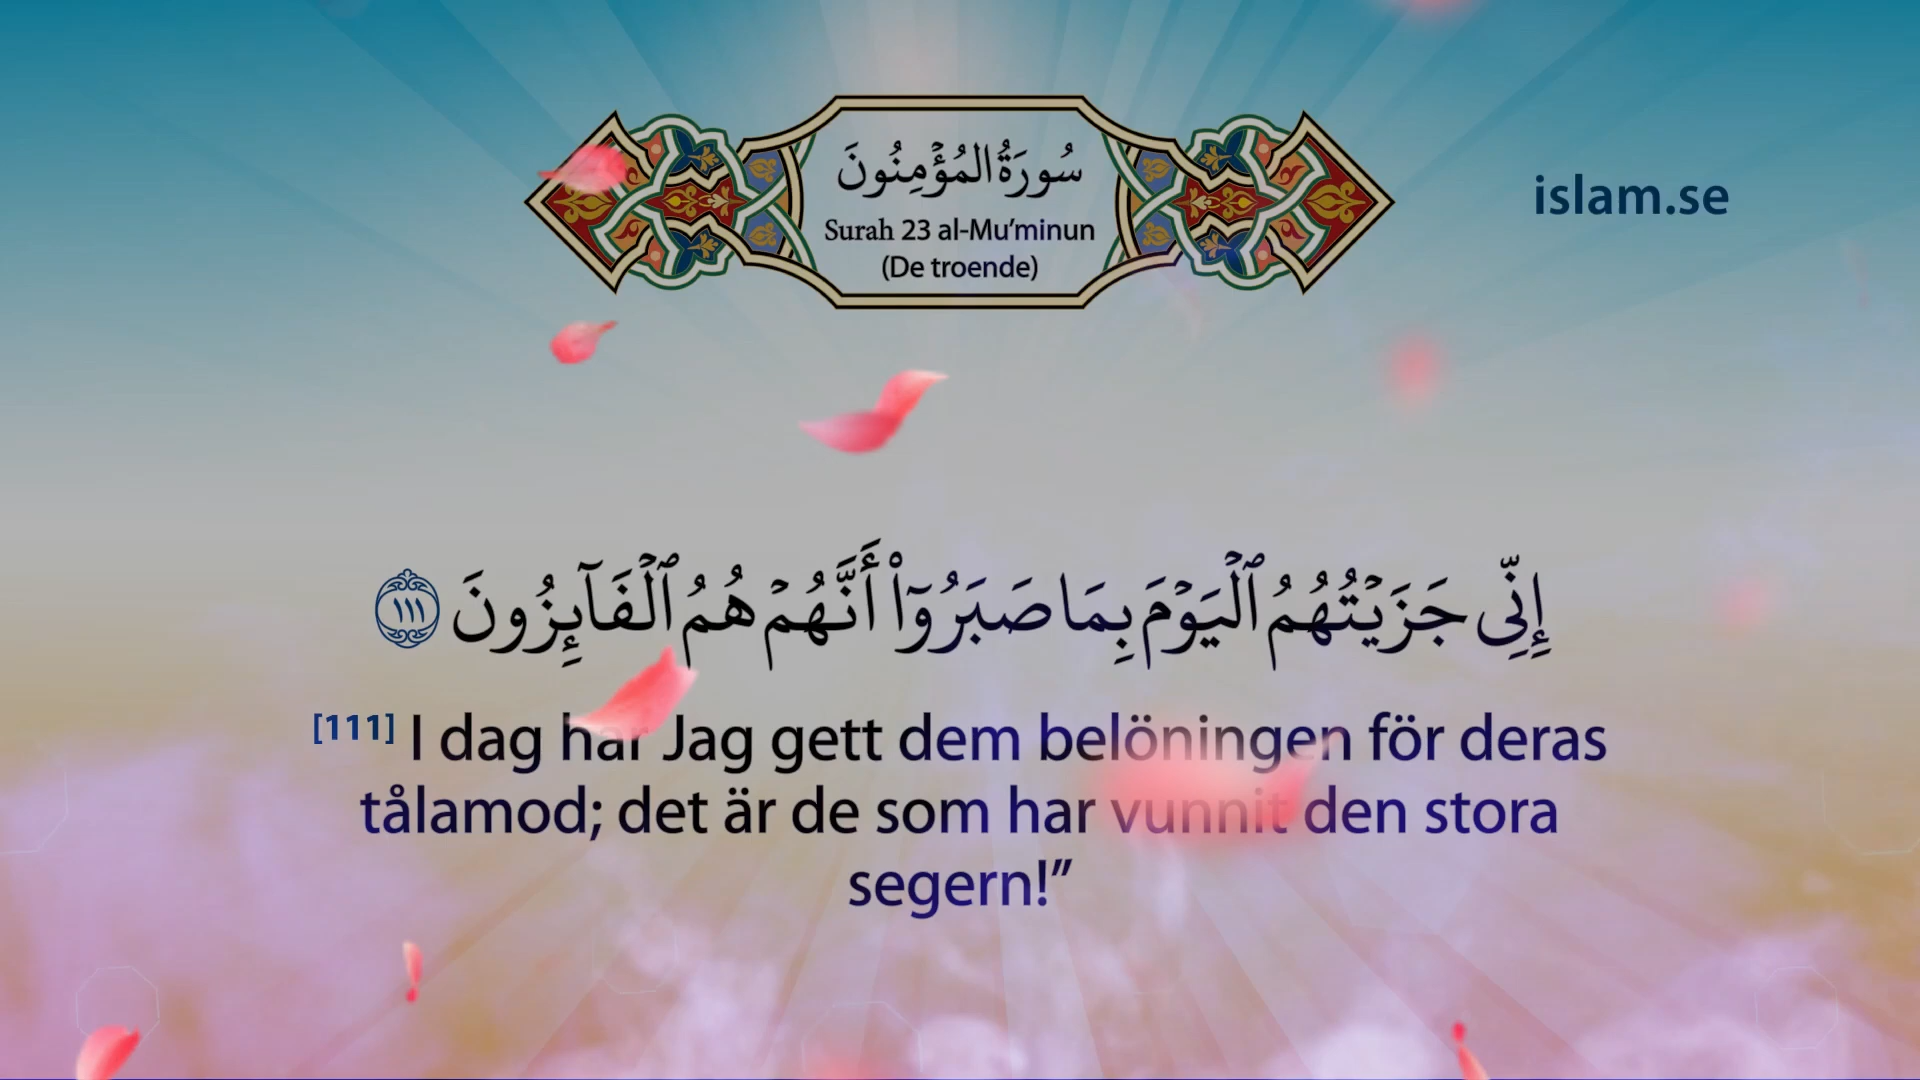 سُورَةُ المُؤۡمِنُونَ
Surah 23 al-Mu’minun
(De troende)
islam.se
إِنِّي جَزَيۡتُهُمُ ٱلۡيَوۡمَ بِمَا صَبَرُوٓاْ أَنَّهُمۡ هُمُ ٱلۡفَآئِزُونَ ١١١
[111] I dag har Jag gett dem belöningen för deras
tålamod; det är de som har vunnit den stora
segern!”